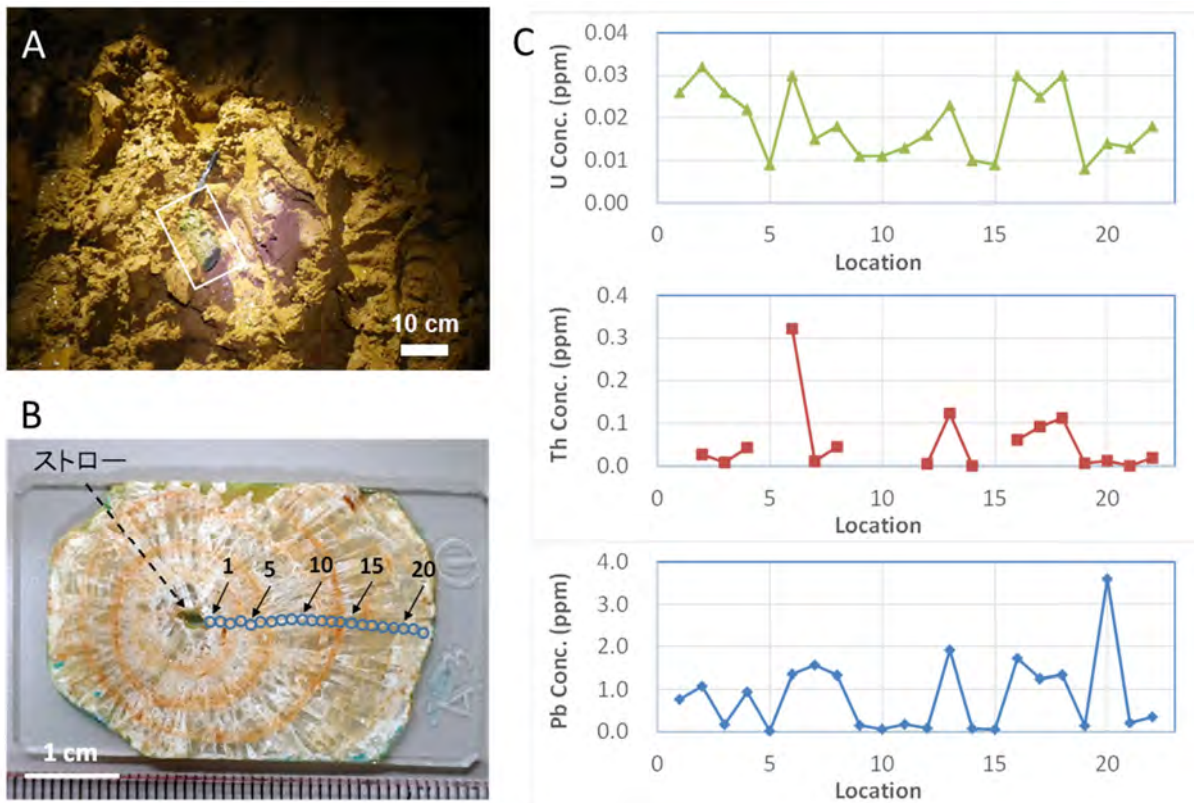 A
10 cm
B
ストロー
1
5
10
15
20
1 cm
C
U Conc. (ppm)
0.04
0.03
0.02
0.01
0.00
0 5 10 15 20
Location
Th Conc. (ppm)
0.4
0.3
0.2
0.1
0.0
0 5 10 15 20
Location
Pb Conc. (ppm)
4.0
3.0
2.0
1.0
0.0
0 5 10 15 20
Location